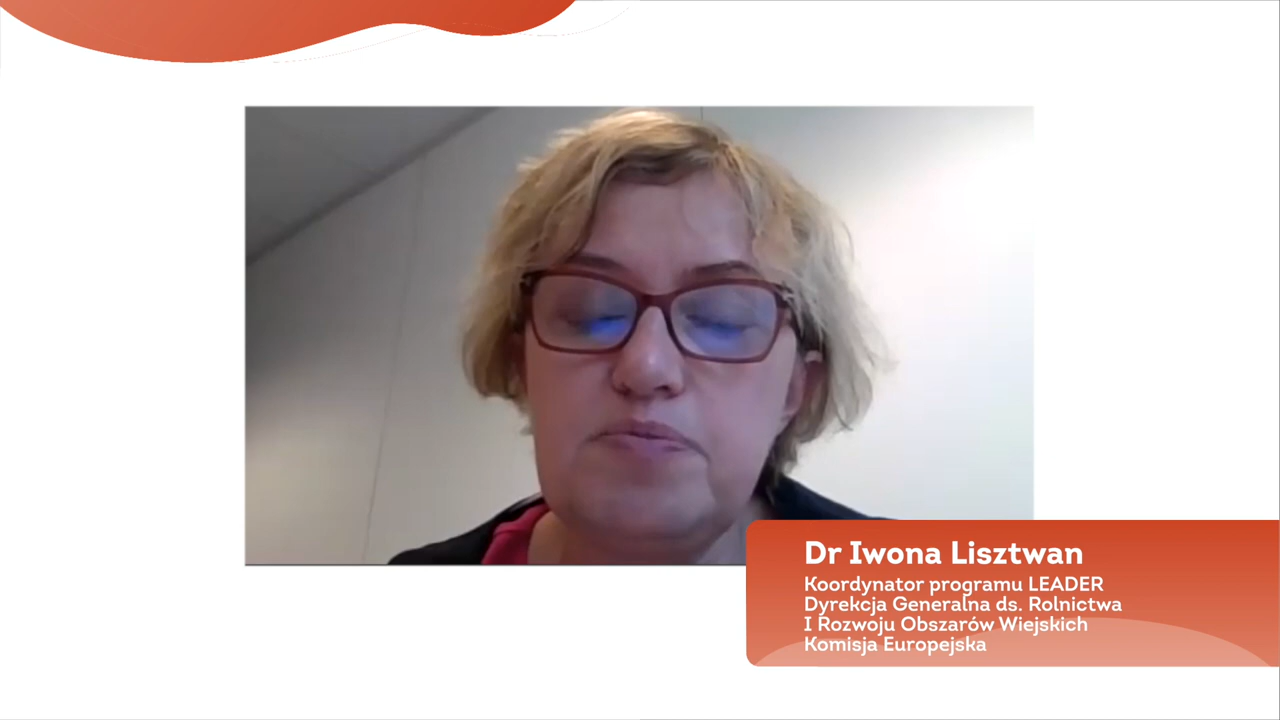 Dr Iwona Lisztwan
Koordynator programu LEADER
Dyrekcja Generalna ds. Rolnictwa
I Rozwoju Obszarów Wiejskich
Komisja Europejska